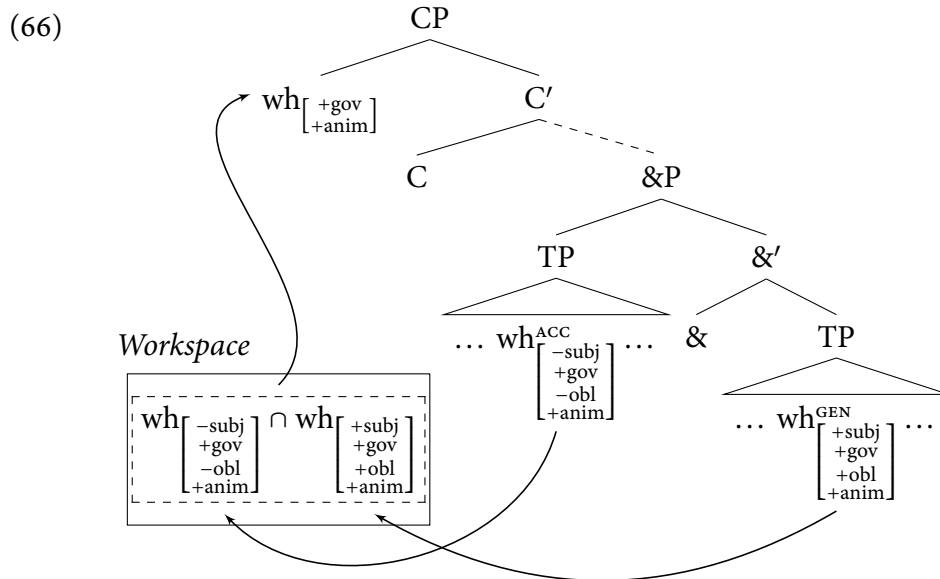 (66)
CP
wh[+gov +anim] C′
C &P
TP &′
Workspace
… wh^ACC[−subj +gov −obl +anim] … & TP
wh[−subj +gov −obl +anim] ∩ wh[+subj +gov +obl +anim]
… wh^GEN[+subj +gov +obl +anim] …